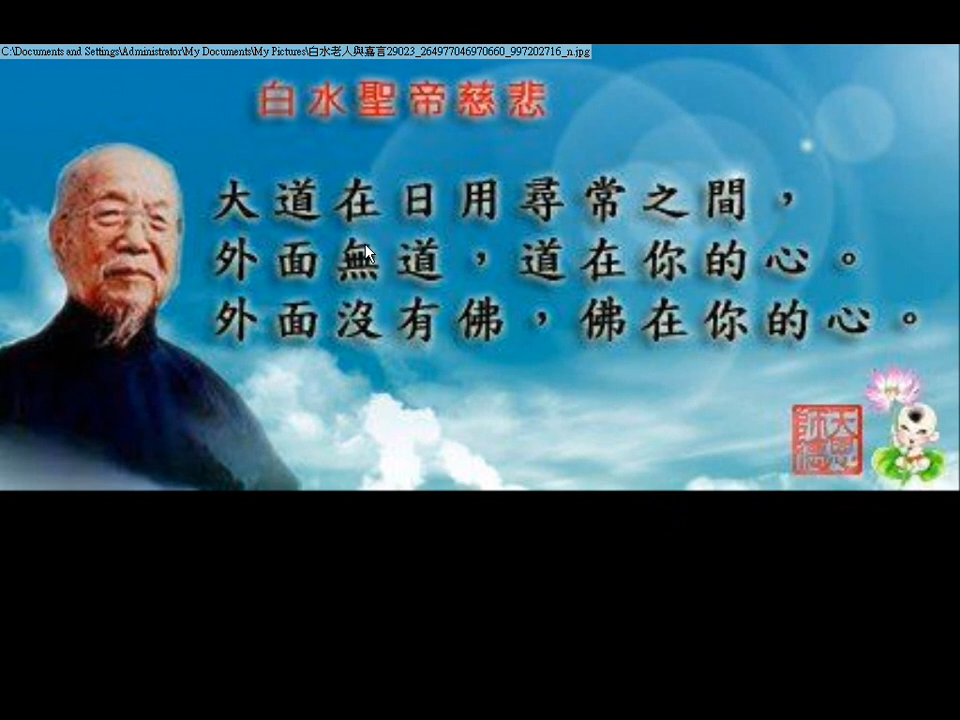 C:\Documents and Settings\Administrator\My Documents\My Pictures\白水老人與嘉言29023_264977046970660_997202716_n.jpg
白水聖帝慈悲
大道在日用尋常之間，
外面無道，道在你的心。
外面沒有佛，佛在你的心。
天恩
師德